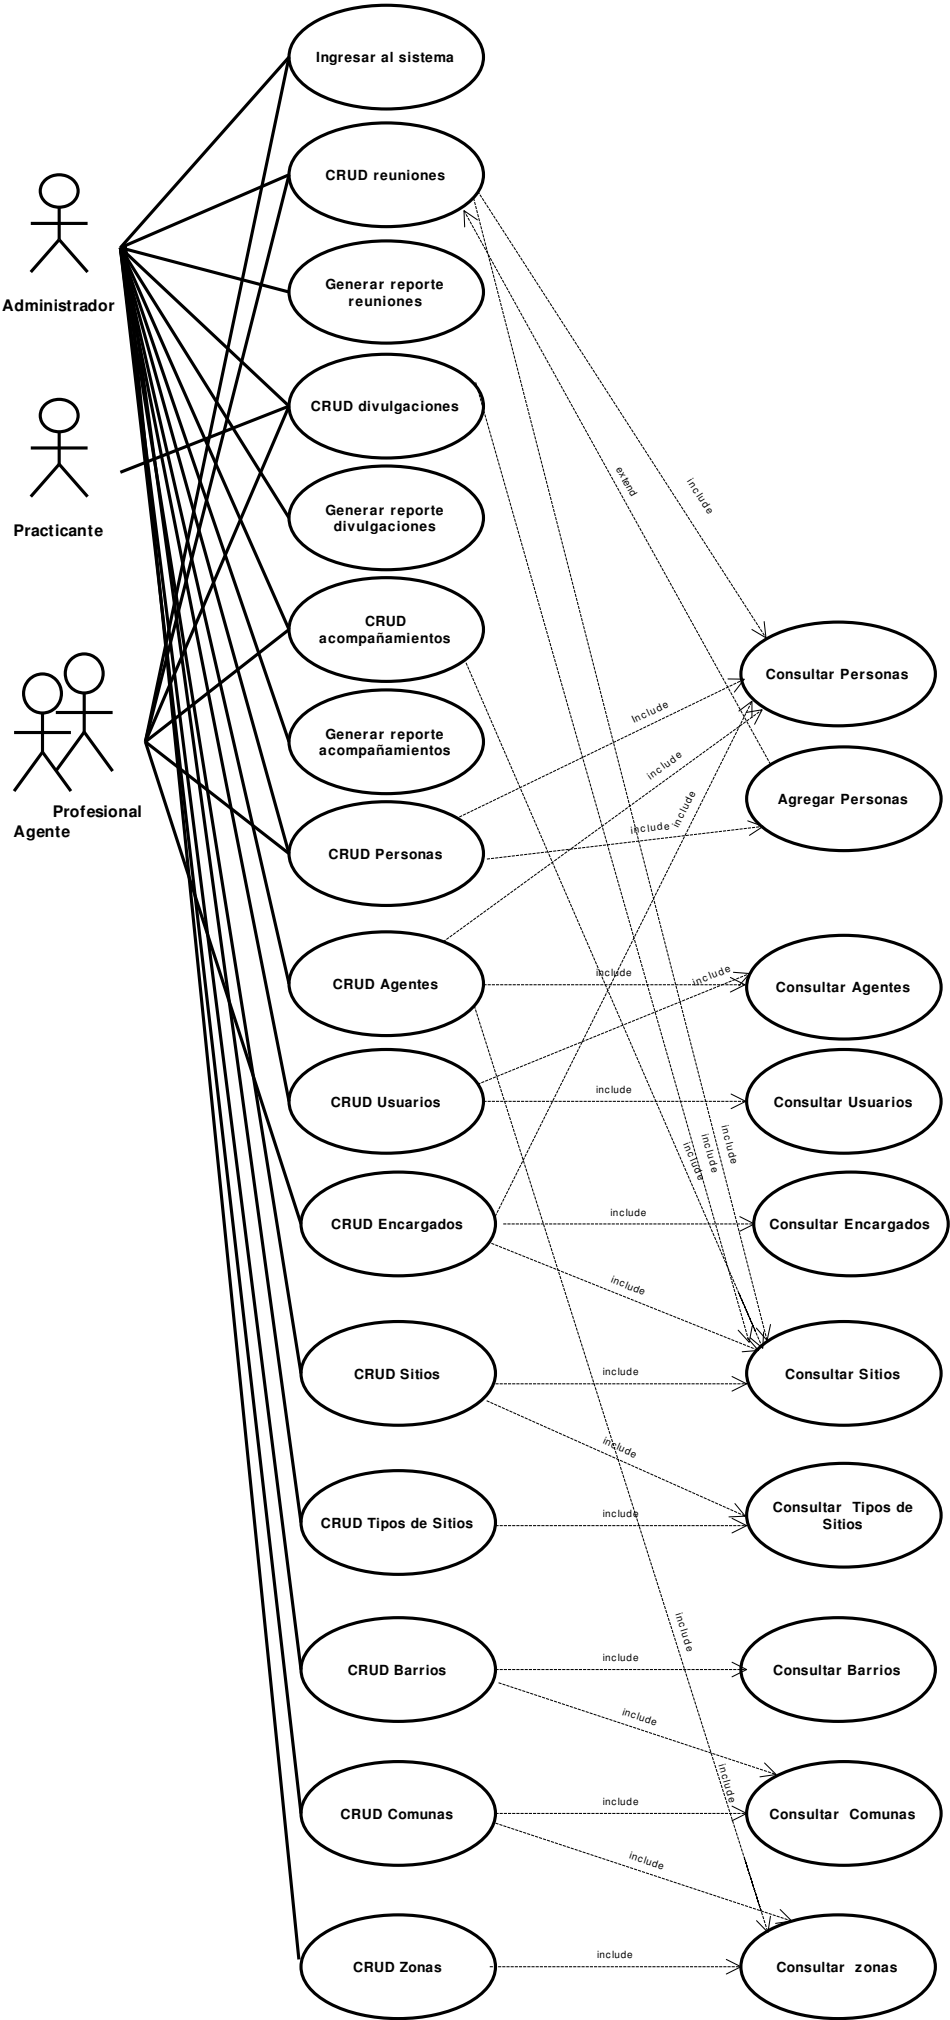 Ingresar al sistema
CRUD reuniones
Administrador
Generar reporte
reuniones
CRUD divulgaciones
extend
include
Practicante
Generar reporte
divulgaciones
CRUD
acompañamientos
Consultar Personas
Include
Generar reporte
acompañamientos
include
Profesional
Agente
include
Agregar Personas
include
CRUD Personas
CRUD Agentes
include
include
Consultar Agentes
CRUD Usuarios
include
Consultar Usuarios
include
include
include
CRUD Encargados
include
Consultar Encargados
include
CRUD Sitios
include
Consultar Sitios
include
CRUD Tipos de Sitios
include
Consultar Tipos de
Sitios
include
CRUD Barrios
include
Consultar Barrios
include
include
CRUD Comunas
include
Consultar Comunas
include
CRUD Zonas
include
Consultar zonas